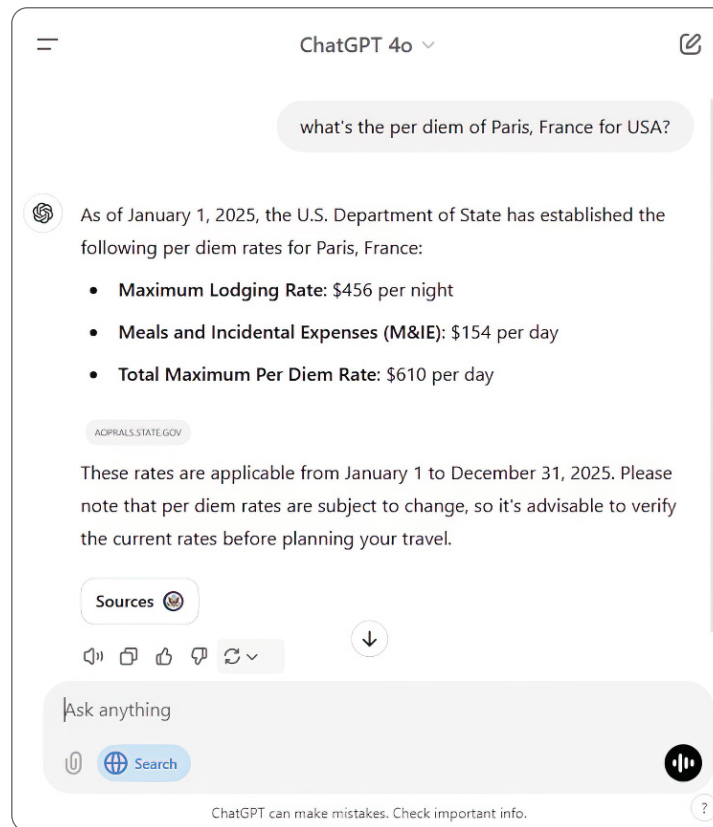 ChatGPT 4o
what's the per diem of Paris, France for USA?
As of January 1, 2025, the U.S. Department of State has established the
following per diem rates for Paris, France:
• Maximum Lodging Rate: $456 per night
• Meals and Incidental Expenses (M&IE): $154 per day
• Total Maximum Per Diem Rate: $610 per day
AOPRALS.STATE.GOV
These rates are applicable from January 1 to December 31, 2025. Please
note that per diem rates are subject to change, so it's advisable to verify
the current rates before planning your travel.
Sources
Ask anything
Search
ChatGPT can make mistakes. Check important info.
?